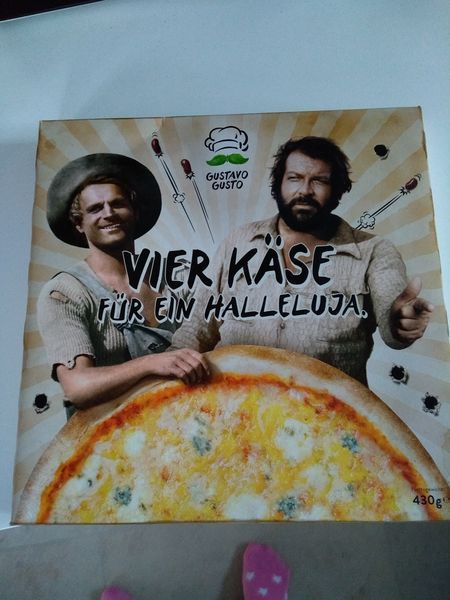 GUSTAVO
GUSTO
VIER KÄSE
FÜR EIN HALLELUJA.
430g